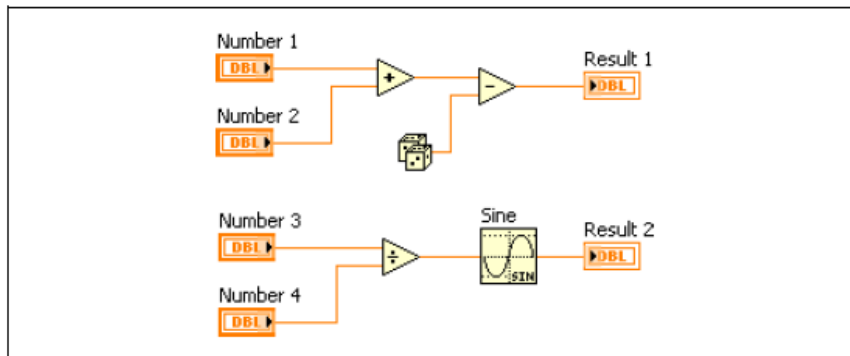 Number 1
DBL
Number 2
DBL
+
-
Result 1
DBL
Number 3
DBL
Number 4
DBL
÷
Sine
SIN
Result 2
DBL